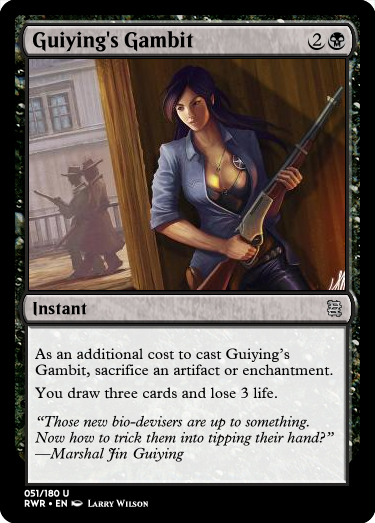 Guiying's Gambit 2
Instant
As an additional cost to cast Guiying's
Gambit, sacrifice an artifact or enchantment.
You draw three cards and lose 3 life.
"Those new bio-devisers are up to something.
Now how to trick them into tipping their hand?"
—Marshal Jin Guiying
051/180 U
RWR • EN Larry Wilson